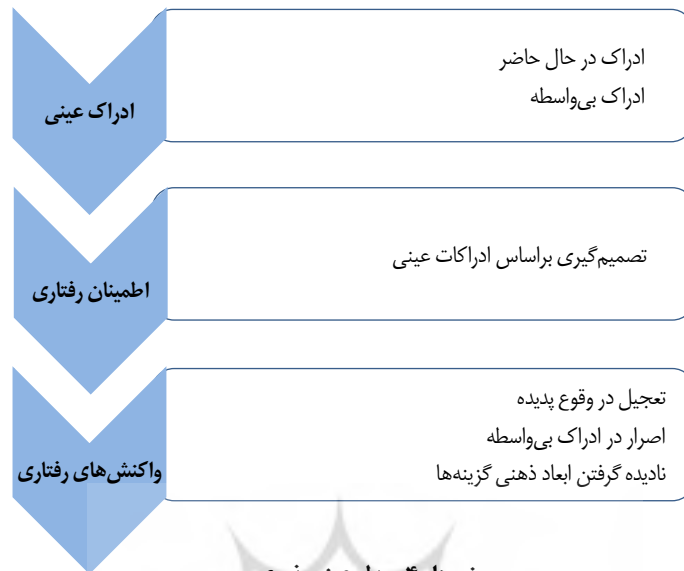 ادراک در حال حاضر
ادراک بی‌واسطه
ادراک عینی
تصمیم‌گیری براساس ادراکات عینی
اطمینان رفتاری
تعجیل در وقوع پدیده
اصرار در ادراک بی‌واسطه
نادیده گرفتن ابعاد ذهنی گزینه‌ها
واکنش‌های رفتاری